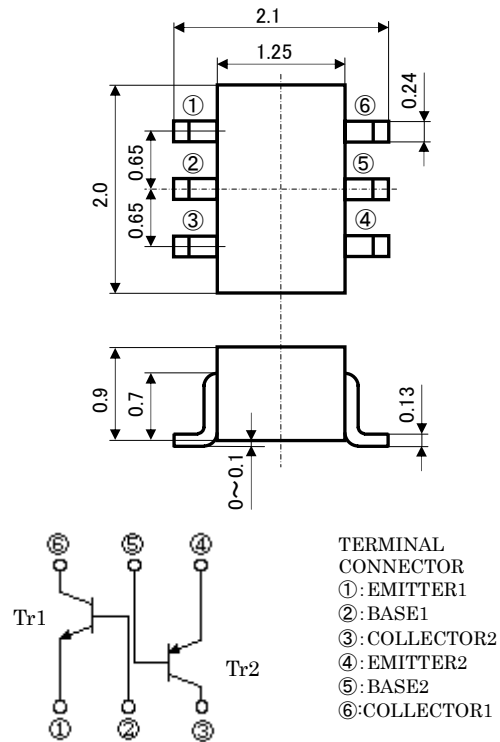 2.1
1.25
① ⑥
0.24
0.65
② ⑤
2.0
0.65
③ ④
0.9
0.7
0.13
0~0.1
⑥ ⑤ ④
Tr1
Tr2
① ② ③
TERMINAL
CONNECTOR
①:EMITTER1
②:BASE1
③:COLLECTOR2
④:EMITTER2
⑤:BASE2
⑥:COLLECTOR1